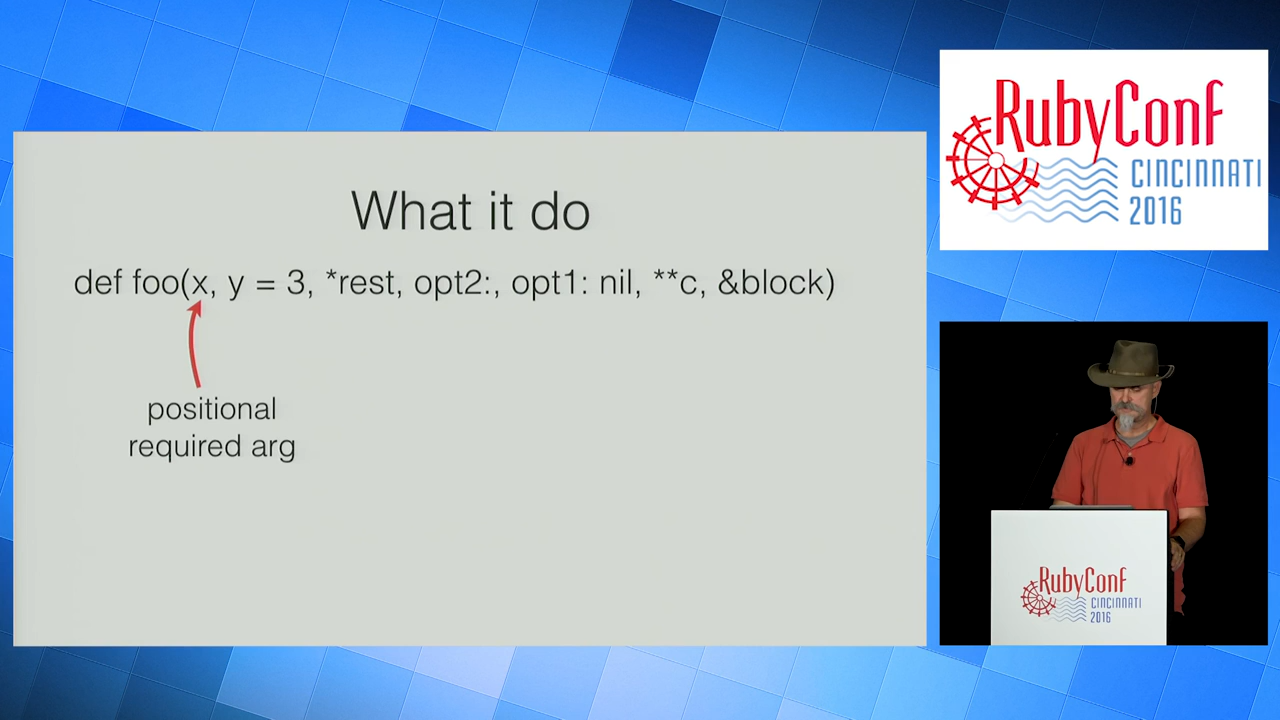 What it do
def foo(x, y = 3, *rest, opt2:, opt1: nil, **c, &block)
positional
required arg
RubyConf
CINCINNATI
2016
RubyConf
CINCINNATI
2016